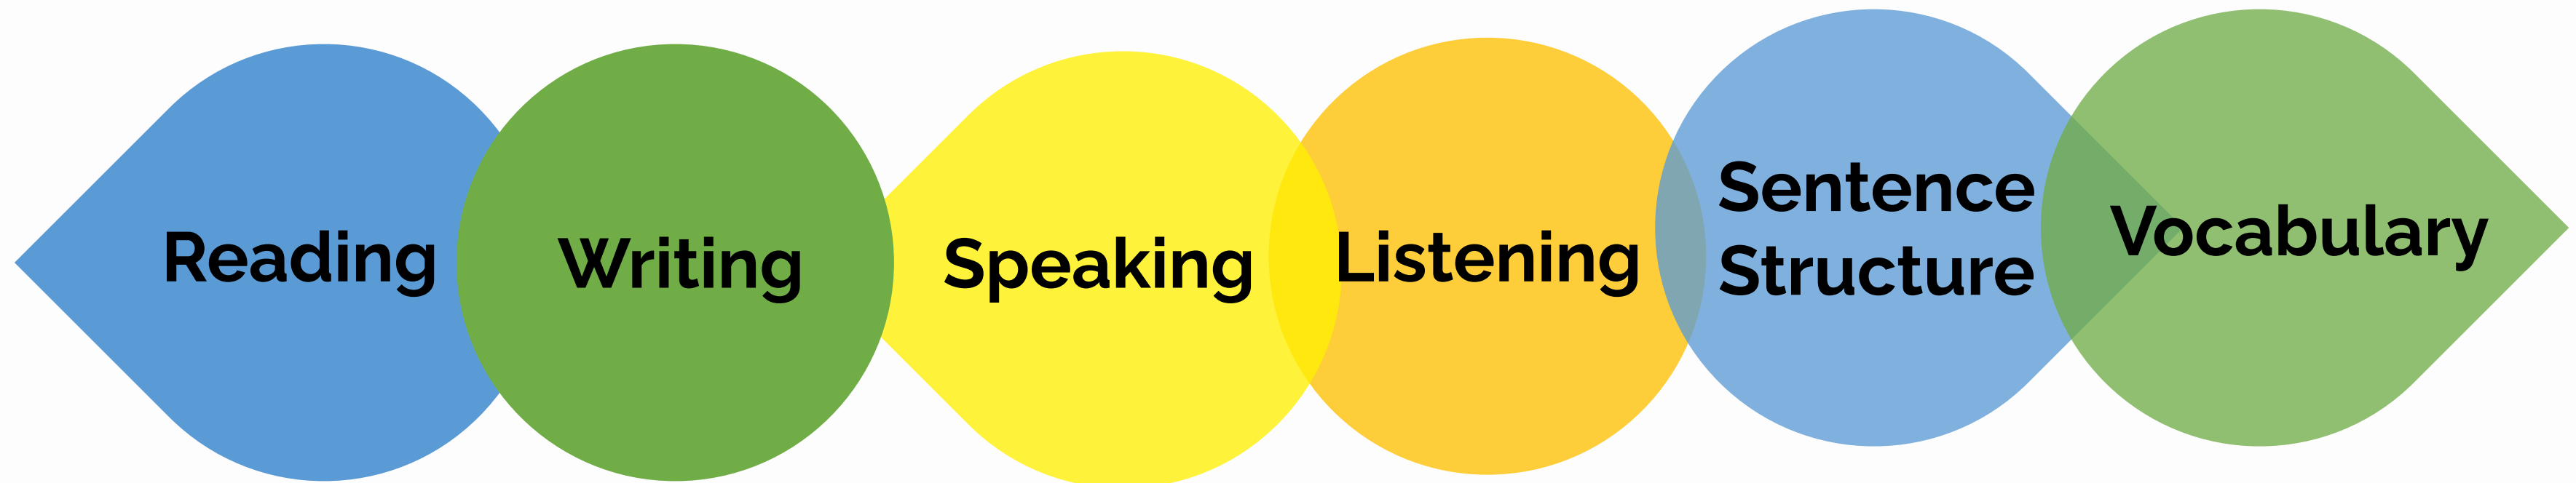 Reading
Writing
Speaking
Listening
Sentence
Structure
Vocabulary